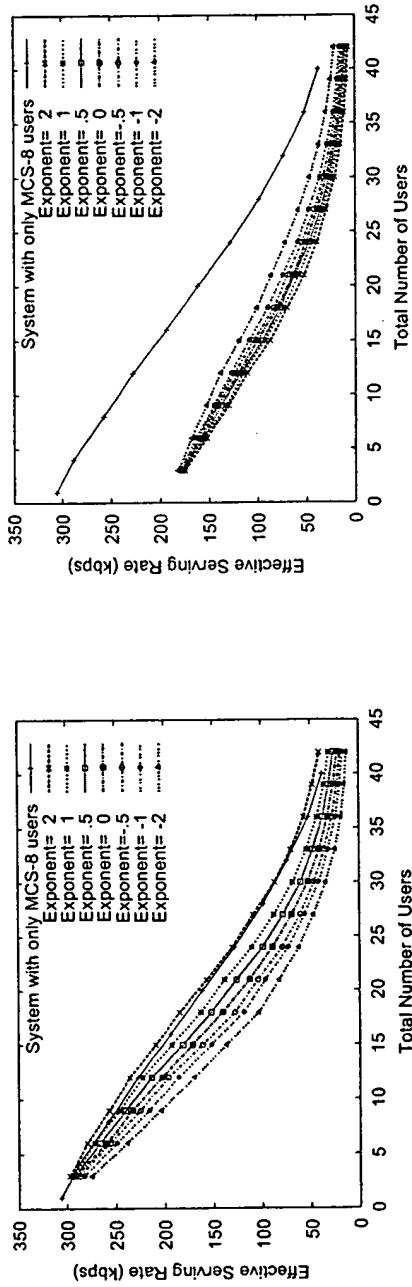 350
300
250
200
150
100
50
0
Effective Serving Rate (kbps)
System with only MCS-8 users
Exponent= 2
Exponent= 1
Exponent= .5
Exponent= 0
Exponent=-.5
Exponent= -1
Exponent= -2
0 5 10 15 20 25 30 35 40 45
Total Number of Users
350
300
250
200
150
100
50
0
Effective Serving Rate (kbps)
System with only MCS-8 users
Exponent= 2
Exponent= 1
Exponent= .5
Exponent= 0
Exponent=-.5
Exponent= -1
Exponent= -2
0 5 10 15 20 25 30 35 40 45
Total Number of Users